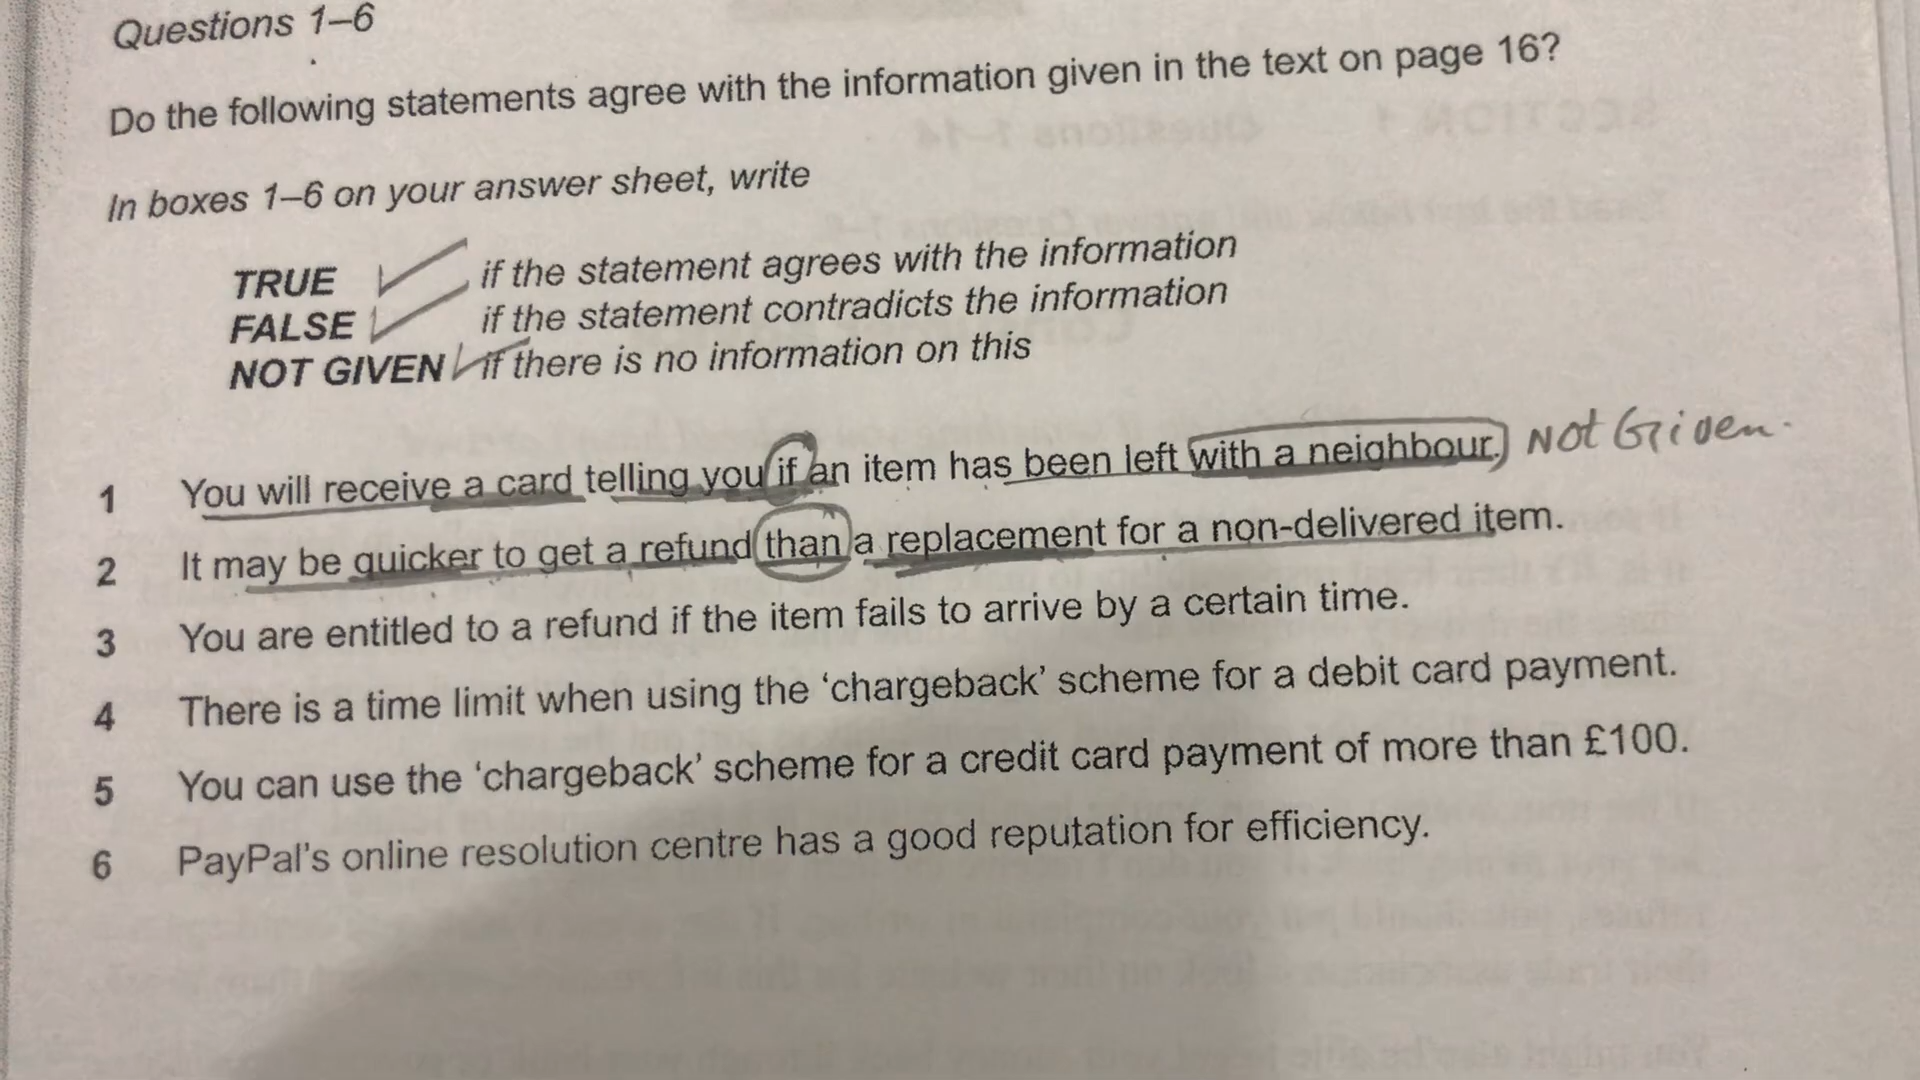 Questions 1–6
Do the following statements agree with the information given in the text on page 16?
In boxes 1–6 on your answer sheet, write
TRUE if the statement agrees with the information
FALSE if the statement contradicts the information
NOT GIVEN if there is no information on this
1 You will receive a card telling you if an item has been left with a neighbour. Not Given.
2 It may be quicker to get a refund than a replacement for a non-delivered item.
3 You are entitled to a refund if the item fails to arrive by a certain time.
4 There is a time limit when using the ‘chargeback’ scheme for a debit card payment.
5 You can use the ‘chargeback’ scheme for a credit card payment of more than £100.
6 PayPal’s online resolution centre has a good reputation for efficiency.